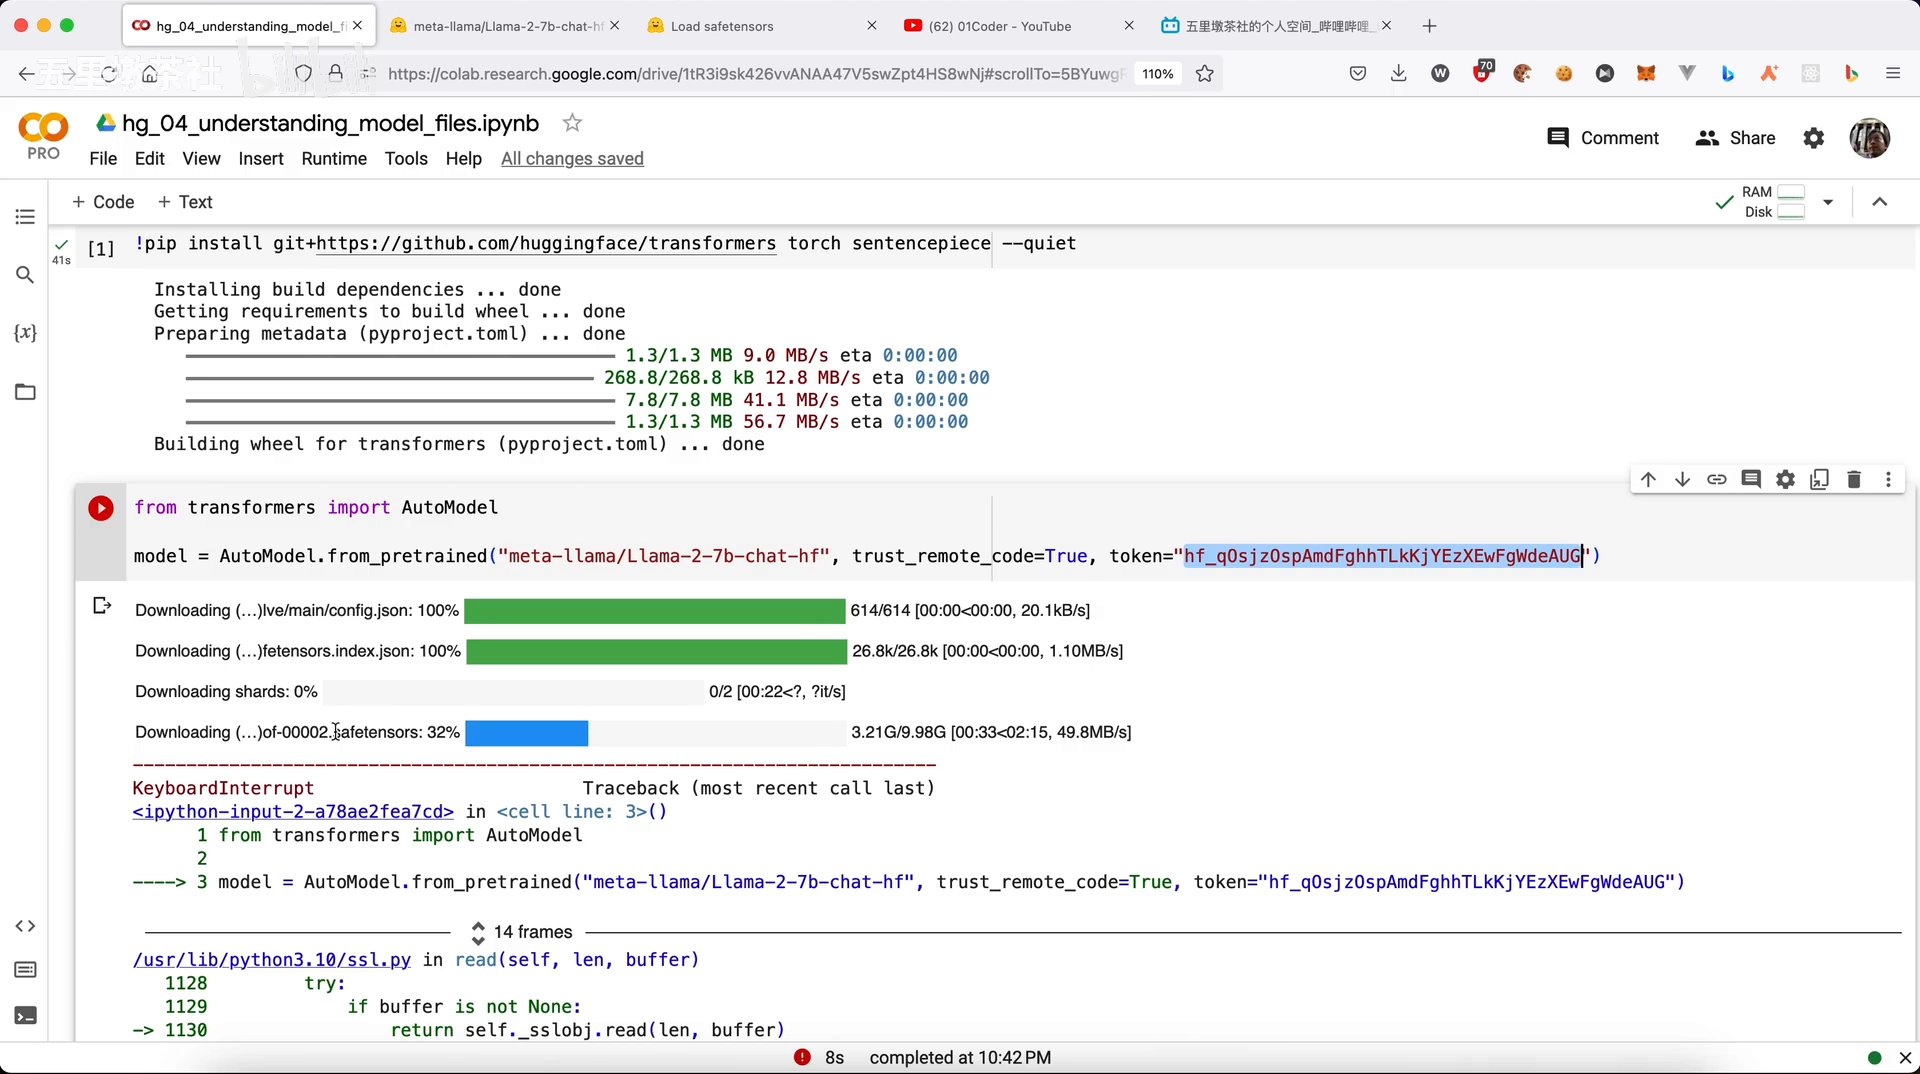 hg_04_understanding_model_fi
meta-llama/Llama-2-7b-chat-hf
Load safetensors
(62) 01Coder - YouTube
五里墩茶社的个人空间_哔哩哔哩_
五里墩茶社 bilibili
https://colab.research.google.com/drive/1tR3i9sk426vvANAA47V5swZpt4HS8wNj#scrollTo=5BYuwgF
110%
70
PRO
hg_04_understanding_model_files.ipynb
File Edit View Insert Runtime Tools Help All changes saved
Comment
Share
+ Code + Text
RAM
Disk
{x}
41s
[1] !pip install git+https://github.com/huggingface/transformers torch sentencepiece --quiet
Installing build dependencies ... done
Getting requirements to build wheel ... done
Preparing metadata (pyproject.toml) ... done
1.3/1.3 MB 9.0 MB/s eta 0:00:00
268.8/268.8 kB 12.8 MB/s eta 0:00:00
7.8/7.8 MB 41.1 MB/s eta 0:00:00
1.3/1.3 MB 56.7 MB/s eta 0:00:00
Building wheel for transformers (pyproject.toml) ... done
from transformers import AutoModel
model = AutoModel.from_pretrained("meta-llama/Llama-2-7b-chat-hf", trust_remote_code=True, token="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")
Downloading (…)lve/main/config.json: 100% 614/614 [00:00<00:00, 20.1kB/s]
Downloading (…)fetensors.index.json: 100% 26.8k/26.8k [00:00<00:00, 1.10MB/s]
Downloading shards: 0% 0/2 [00:22<?, ?it/s]
Downloading (…)of-00002.safetensors: 32% 3.21G/9.98G [00:33<02:15, 49.8MB/s]
---------------------------------------------------------------------------
KeyboardInterrupt Traceback (most recent call last)
<ipython-input-2-a78ae2fea7cd> in <cell line: 3>()
1 from transformers import AutoModel
2
----> 3 model = AutoModel.from_pretrained("meta-llama/Llama-2-7b-chat-hf", trust_remote_code=True, token="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")
14 frames
/usr/lib/python3.10/ssl.py in read(self, len, buffer)
1128 try:
1129 if buffer is not None:
-> 1130 return self._sslobj.read(len, buffer)
8s completed at 10:42 PM